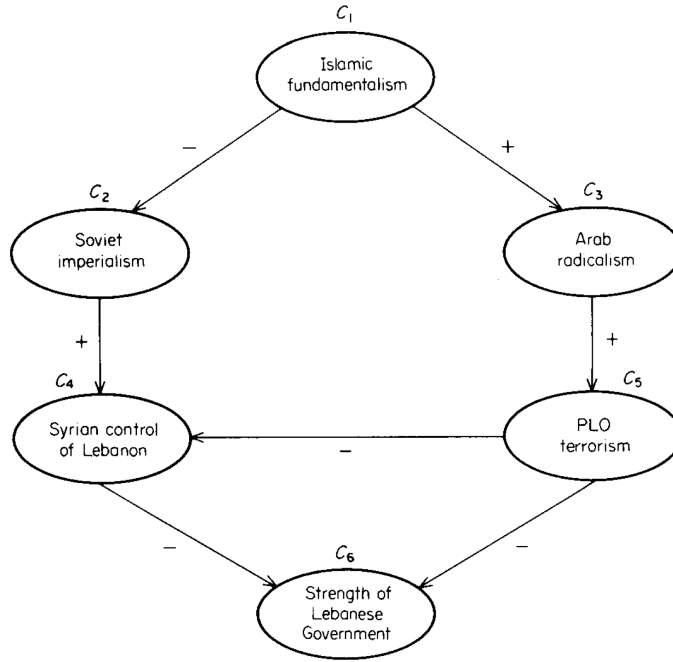 C₁
Islamic
fundamentalism
−
+
C₂
Soviet
imperialism
C₃
Arab
radicalism
+
+
C₄
Syrian control
of Lebanon
C₅
PLO
terrorism
−
−
−
C₆
Strength of
Lebanese
Government